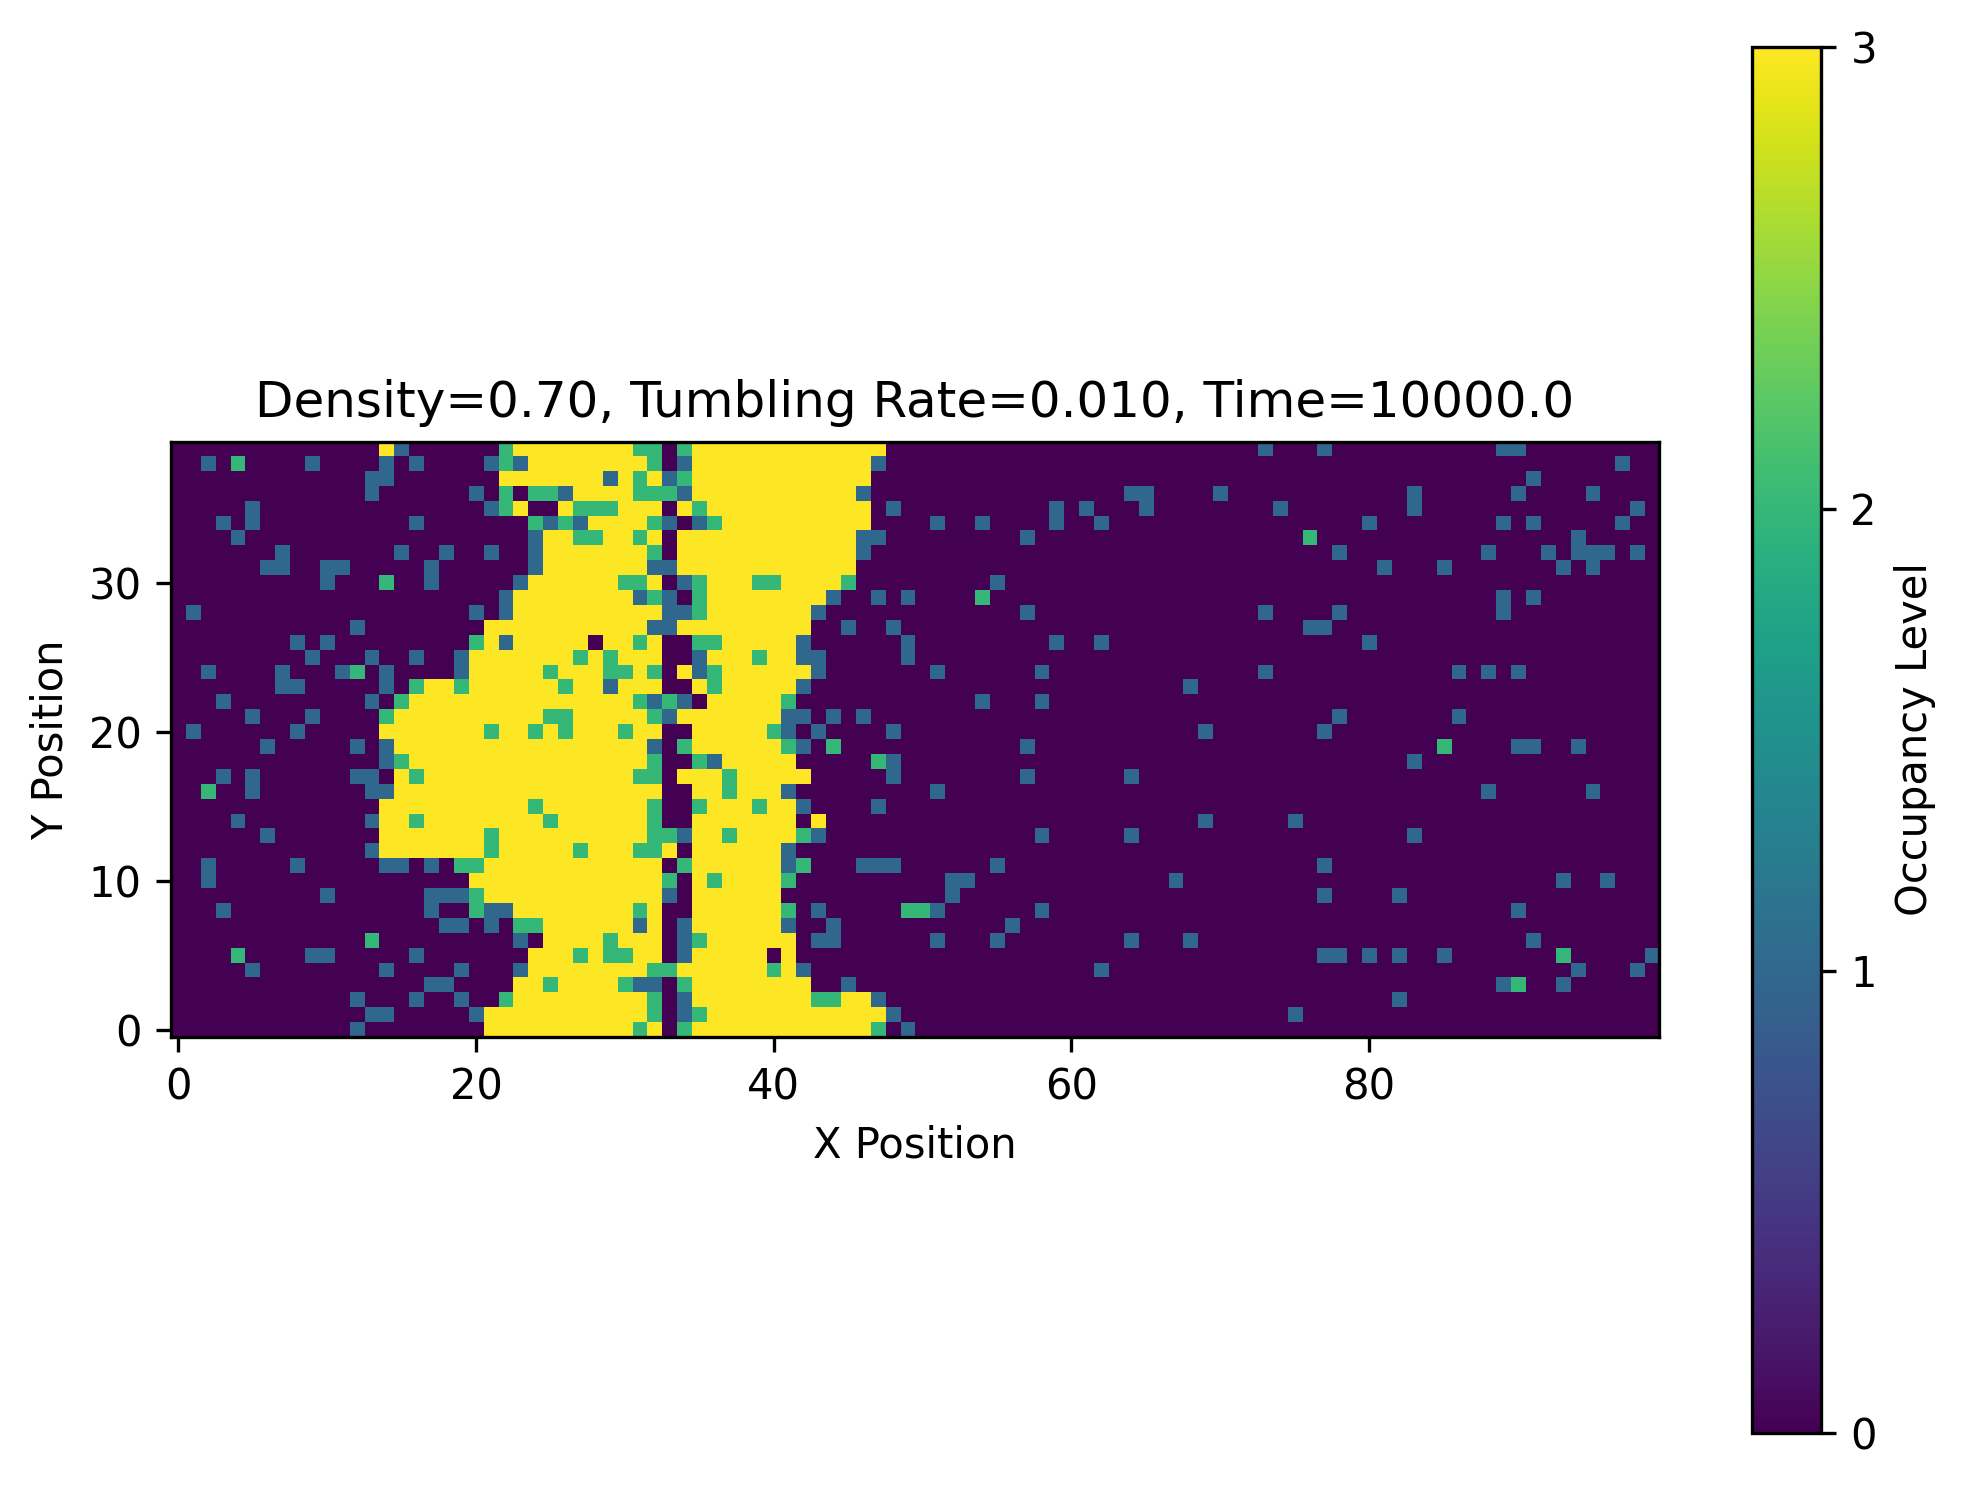 Density=0.70, Tumbling Rate=0.010, Time=10000.0
3
2
1
0
Occupancy Level
30
20
10
0
Y Position
0 20 40 60 80
X Position